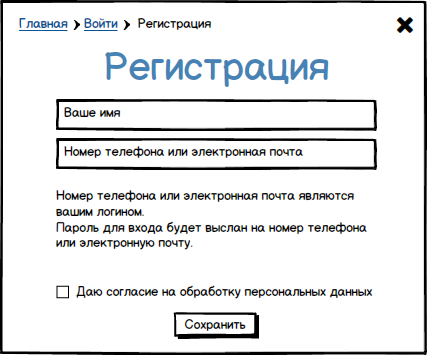 Главная > Войти > Регистрация
Регистрация
Ваше имя
Номер телефона или электронная почта
Номер телефона или электронная почта являются
вашим логином.
Пароль для входа будет выслан на номер телефона
или электронную почту.
Даю согласие на обработку персональных данных
Сохранить